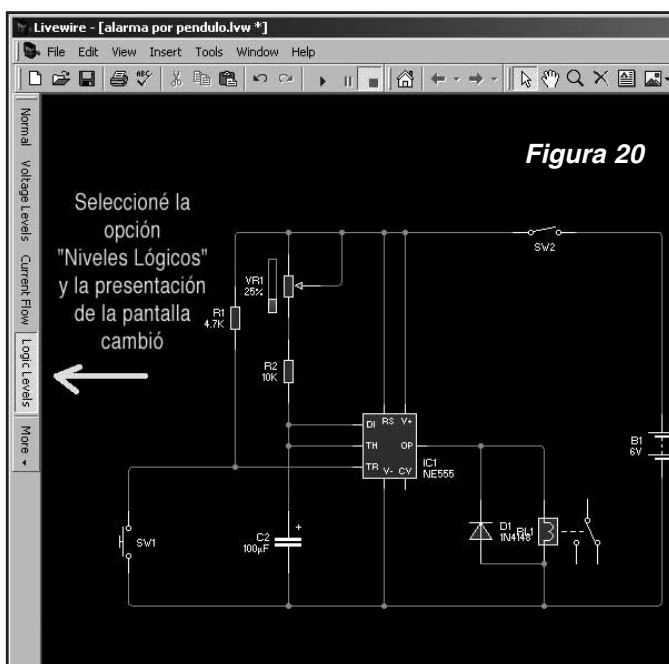 Livewire - [alarma por pendulo.lvw *]
File Edit View Insert Tools Window Help
ABC
Normal
Voltage Levels
Current Flow
Logic Levels
More
Figura 20
Seleccioné la
opción
"Niveles Lógicos"
y la presentación
de la pantalla
cambió
SW2
VR1
25%
R1
4.7K
R2
10K
DI RS V+
TH OP
TR V- CV
IC1
NE555
B1
6V
SW1
C2
100µF
+
D1
1N4148
RL1